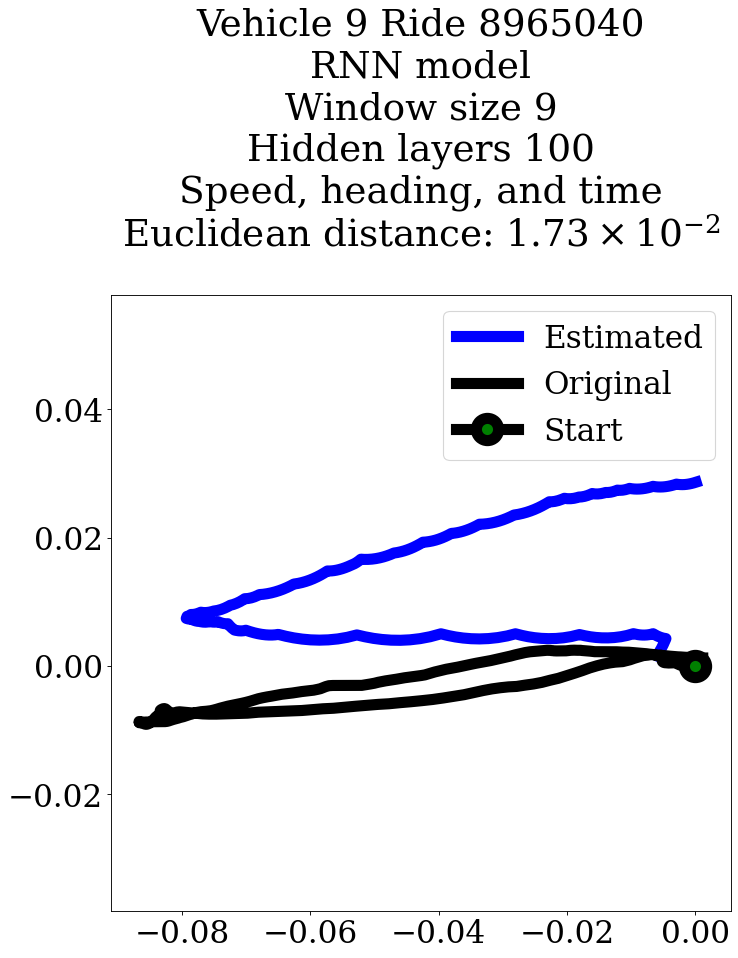 Vehicle 9 Ride 8965040
RNN model
Window size 9
Hidden layers 100
Speed, heading, and time
Euclidean distance: 1.73 × 10⁻²
Estimated
Original
Start
0.04
0.02
0.00
−0.02
−0.08 −0.06 −0.04 −0.02 0.00